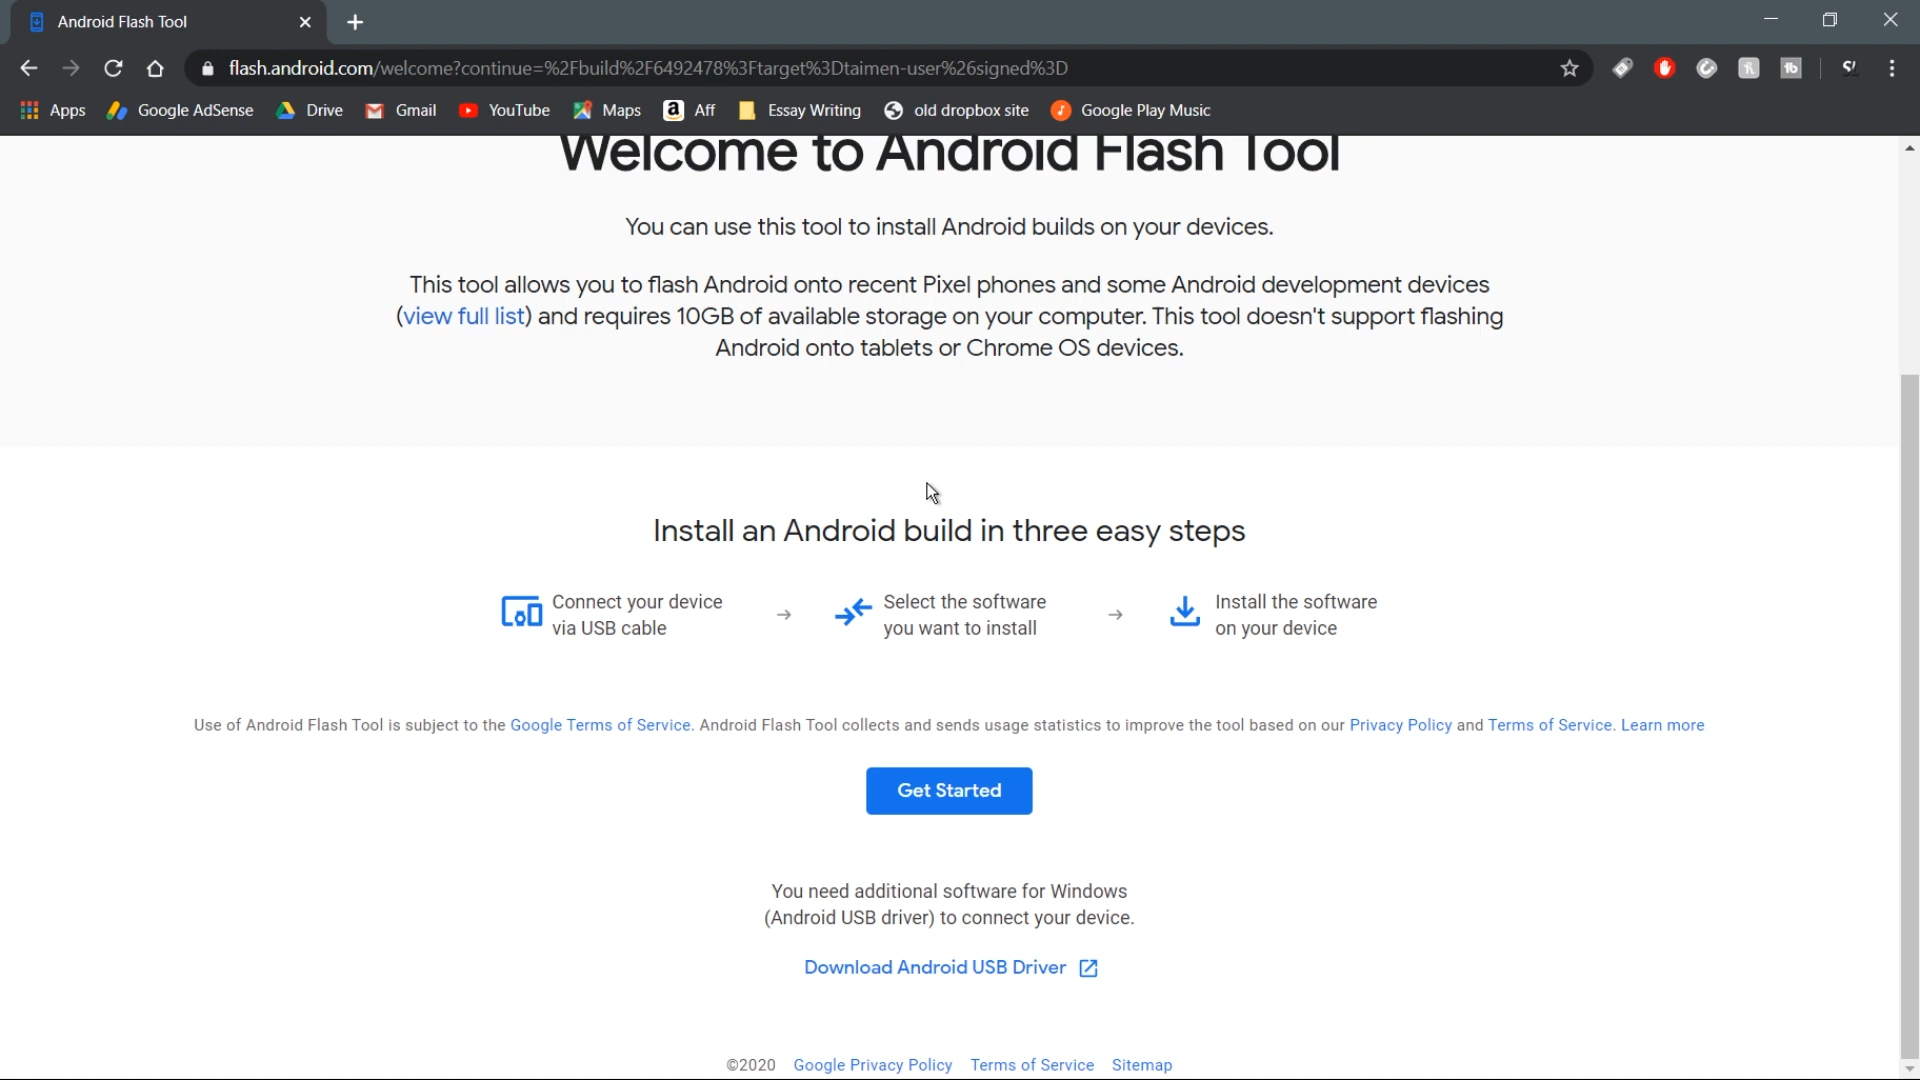 Android Flash Tool
flash.android.com/welcome?continue=%2Fbuild%2F6492478%3Ftarget%3Dtaimen-user%26signed%3D
Apps Google AdSense Drive Gmail YouTube Maps Aff Essay Writing old dropbox site Google Play Music
Welcome to Android Flash Tool
You can use this tool to install Android builds on your devices.
This tool allows you to flash Android onto recent Pixel phones and some Android development devices
(view full list) and requires 10GB of available storage on your computer. This tool doesn't support flashing
Android onto tablets or Chrome OS devices.
Install an Android build in three easy steps
Connect your device
via USB cable
Select the software
you want to install
Install the software
on your device
Use of Android Flash Tool is subject to the Google Terms of Service. Android Flash Tool collects and sends usage statistics to improve the tool based on our Privacy Policy and Terms of Service. Learn more
Get Started
You need additional software for Windows
(Android USB driver) to connect your device.
Download Android USB Driver
©2020 Google Privacy Policy Terms of Service Sitemap